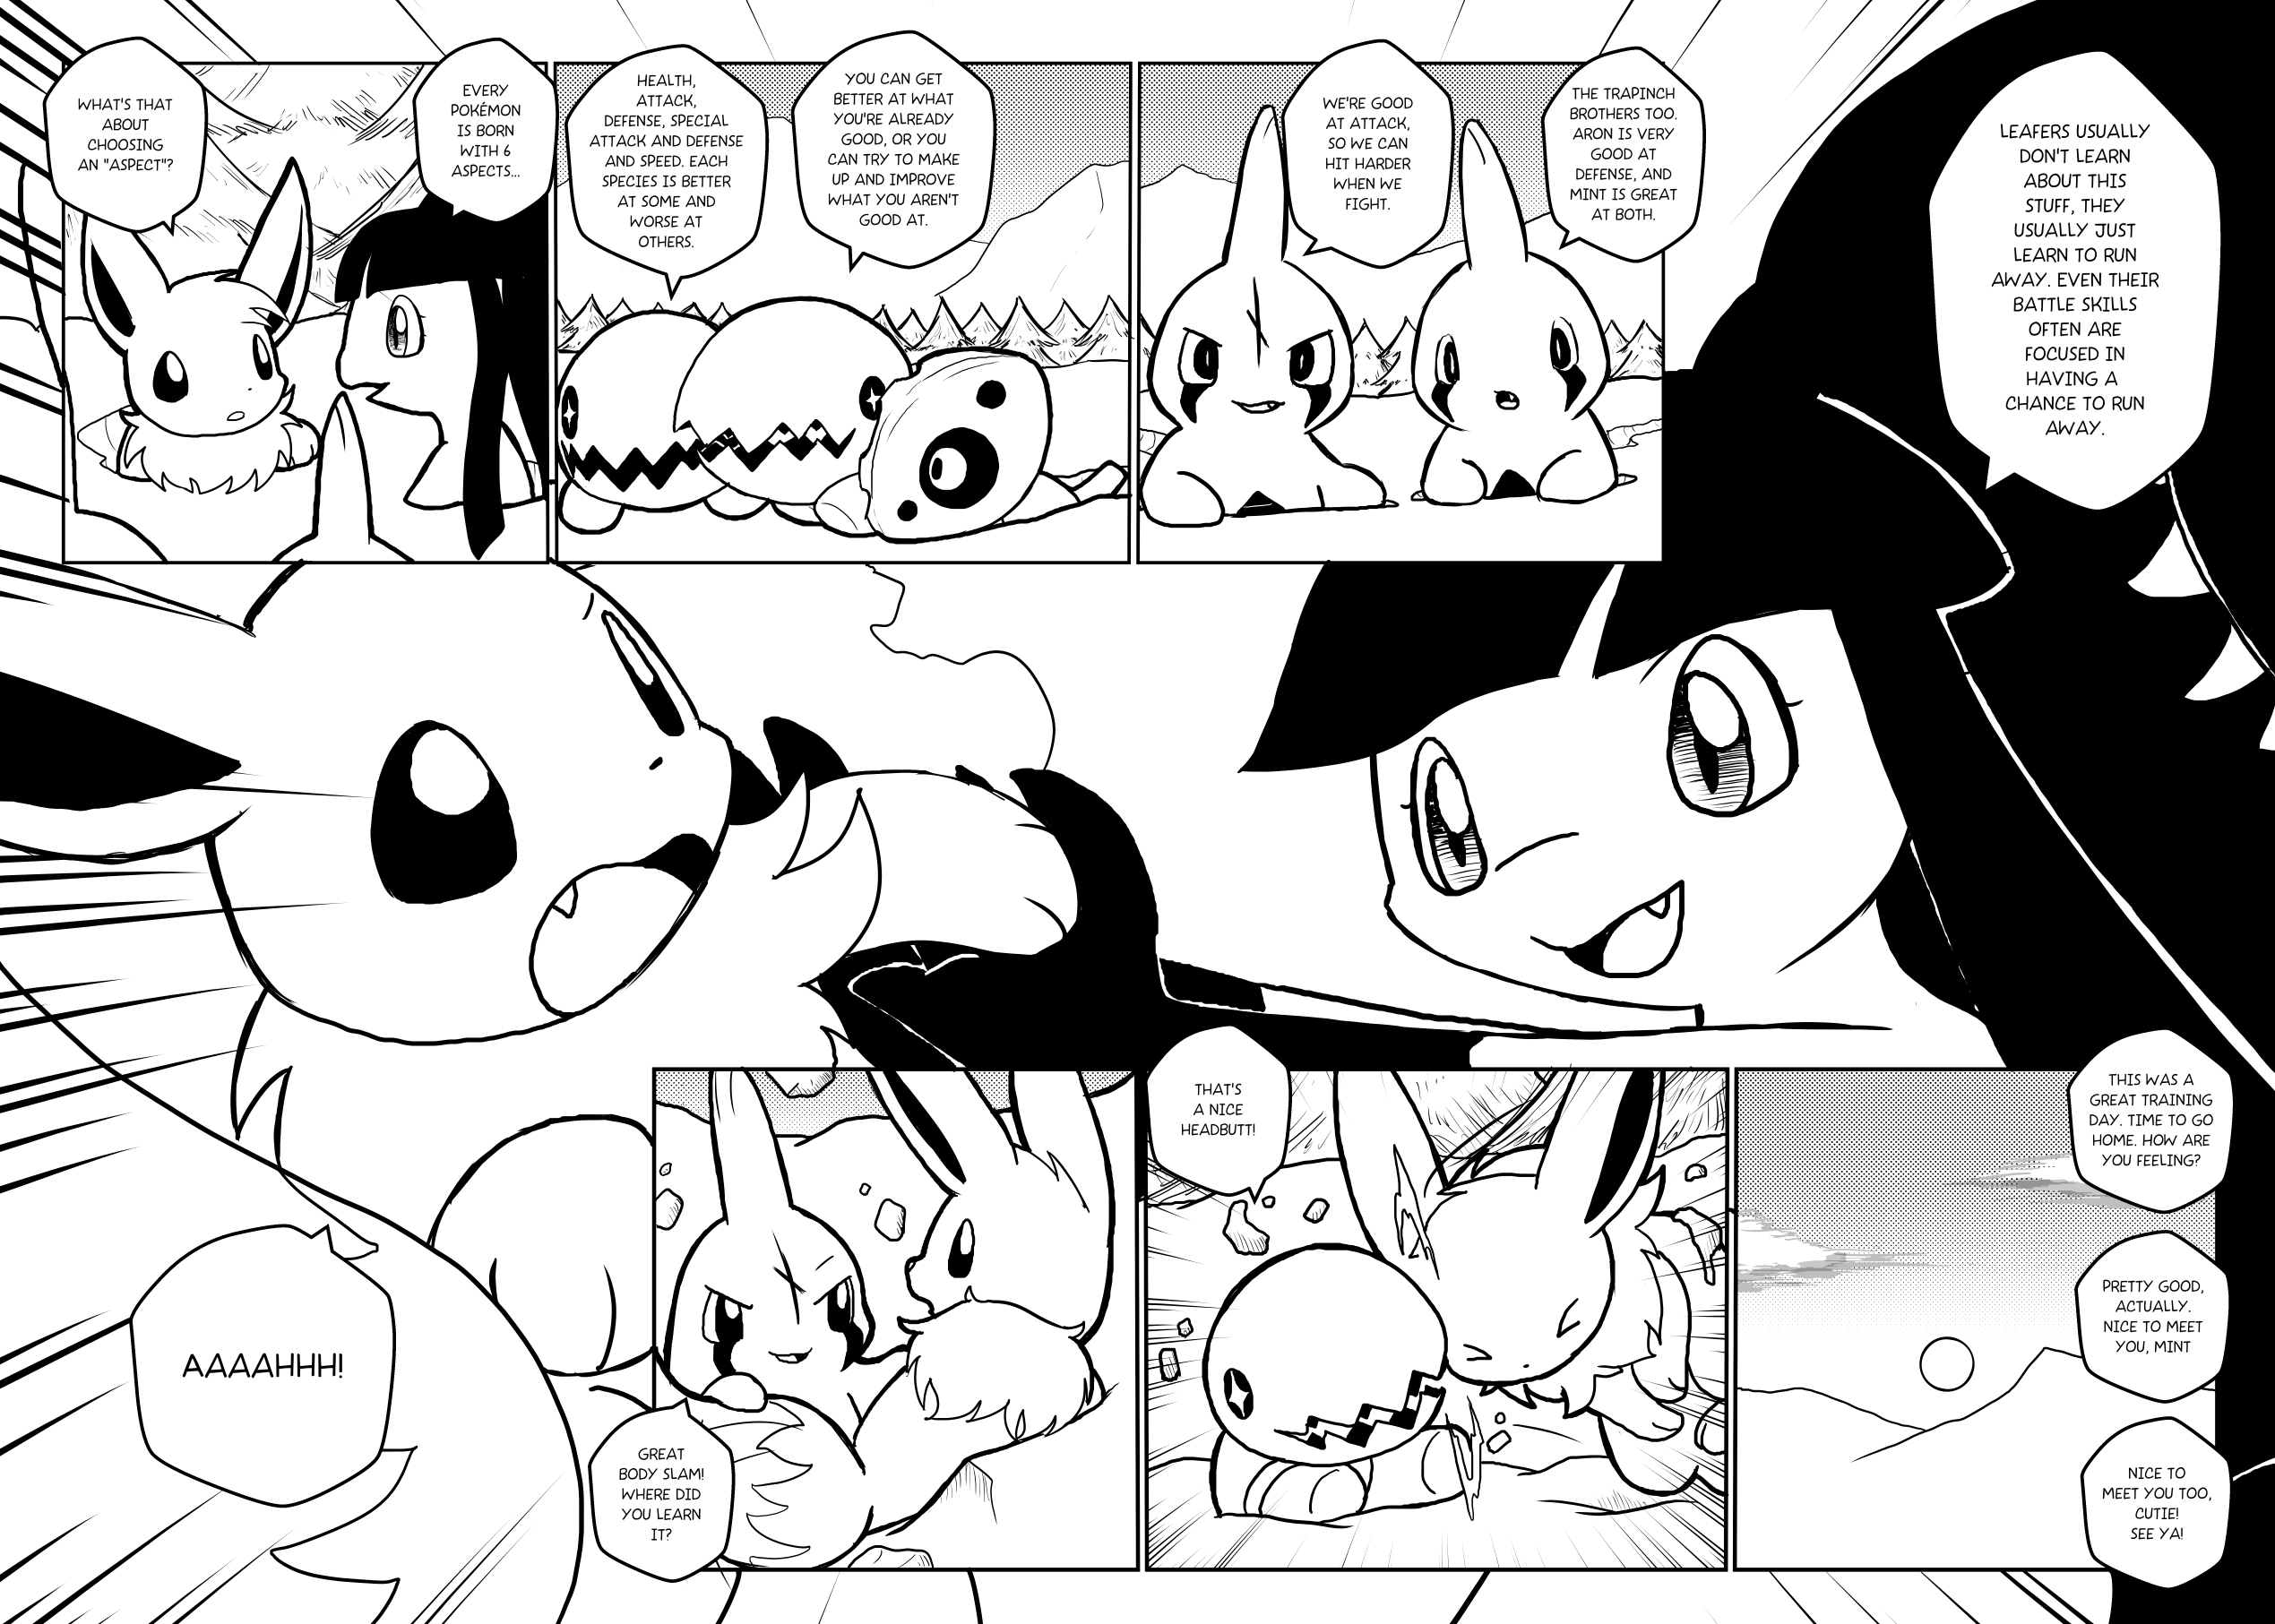 WHAT'S THAT
ABOUT
CHOOSING
AN "ASPECT"?
EVERY
POKÉMON
IS BORN
WITH 6
ASPECTS...
HEALTH,
ATTACK,
DEFENSE, SPECIAL
ATTACK AND DEFENSE
AND SPEED. EACH
SPECIES IS BETTER
AT SOME AND
WORSE AT
OTHERS.
YOU CAN GET
BETTER AT WHAT
YOU'RE ALREADY
GOOD, OR YOU
CAN TRY TO MAKE
UP AND IMPROVE
WHAT YOU AREN'T
GOOD AT.
WE'RE GOOD
AT ATTACK,
SO WE CAN
HIT HARDER
WHEN WE
FIGHT.
THE TRAPINCH
BROTHERS TOO.
ARON IS VERY
GOOD AT
DEFENSE, AND
MINT IS GREAT
AT BOTH.
LEAFERS USUALLY
DON'T LEARN
ABOUT THIS
STUFF, THEY
USUALLY JUST
LEARN TO RUN
AWAY. EVEN THEIR
BATTLE SKILLS
OFTEN ARE
FOCUSED IN
HAVING A
CHANCE TO RUN
AWAY.
AAAAHHH!
GREAT
BODY SLAM!
WHERE DID
YOU LEARN
IT?
THAT'S
A NICE
HEADBUTT!
THIS WAS A
GREAT TRAINING
DAY. TIME TO GO
HOME. HOW ARE
YOU FEELING?
PRETTY GOOD,
ACTUALLY.
NICE TO MEET
YOU, MINT
NICE TO
MEET YOU TOO,
CUTIE!
SEE YA!